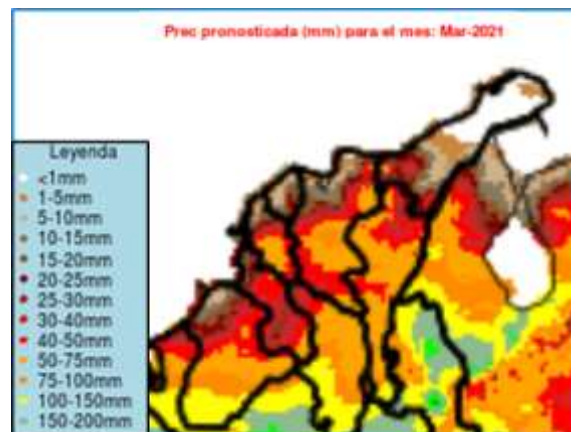 Prec pronosticada (mm) para el mes: Mar-2021
Leyenda
<1mm
1-5mm
5-10mm
10-15mm
15-20mm
20-25mm
25-30mm
30-40mm
40-50mm
50-75mm
75-100mm
100-150mm
150-200mm